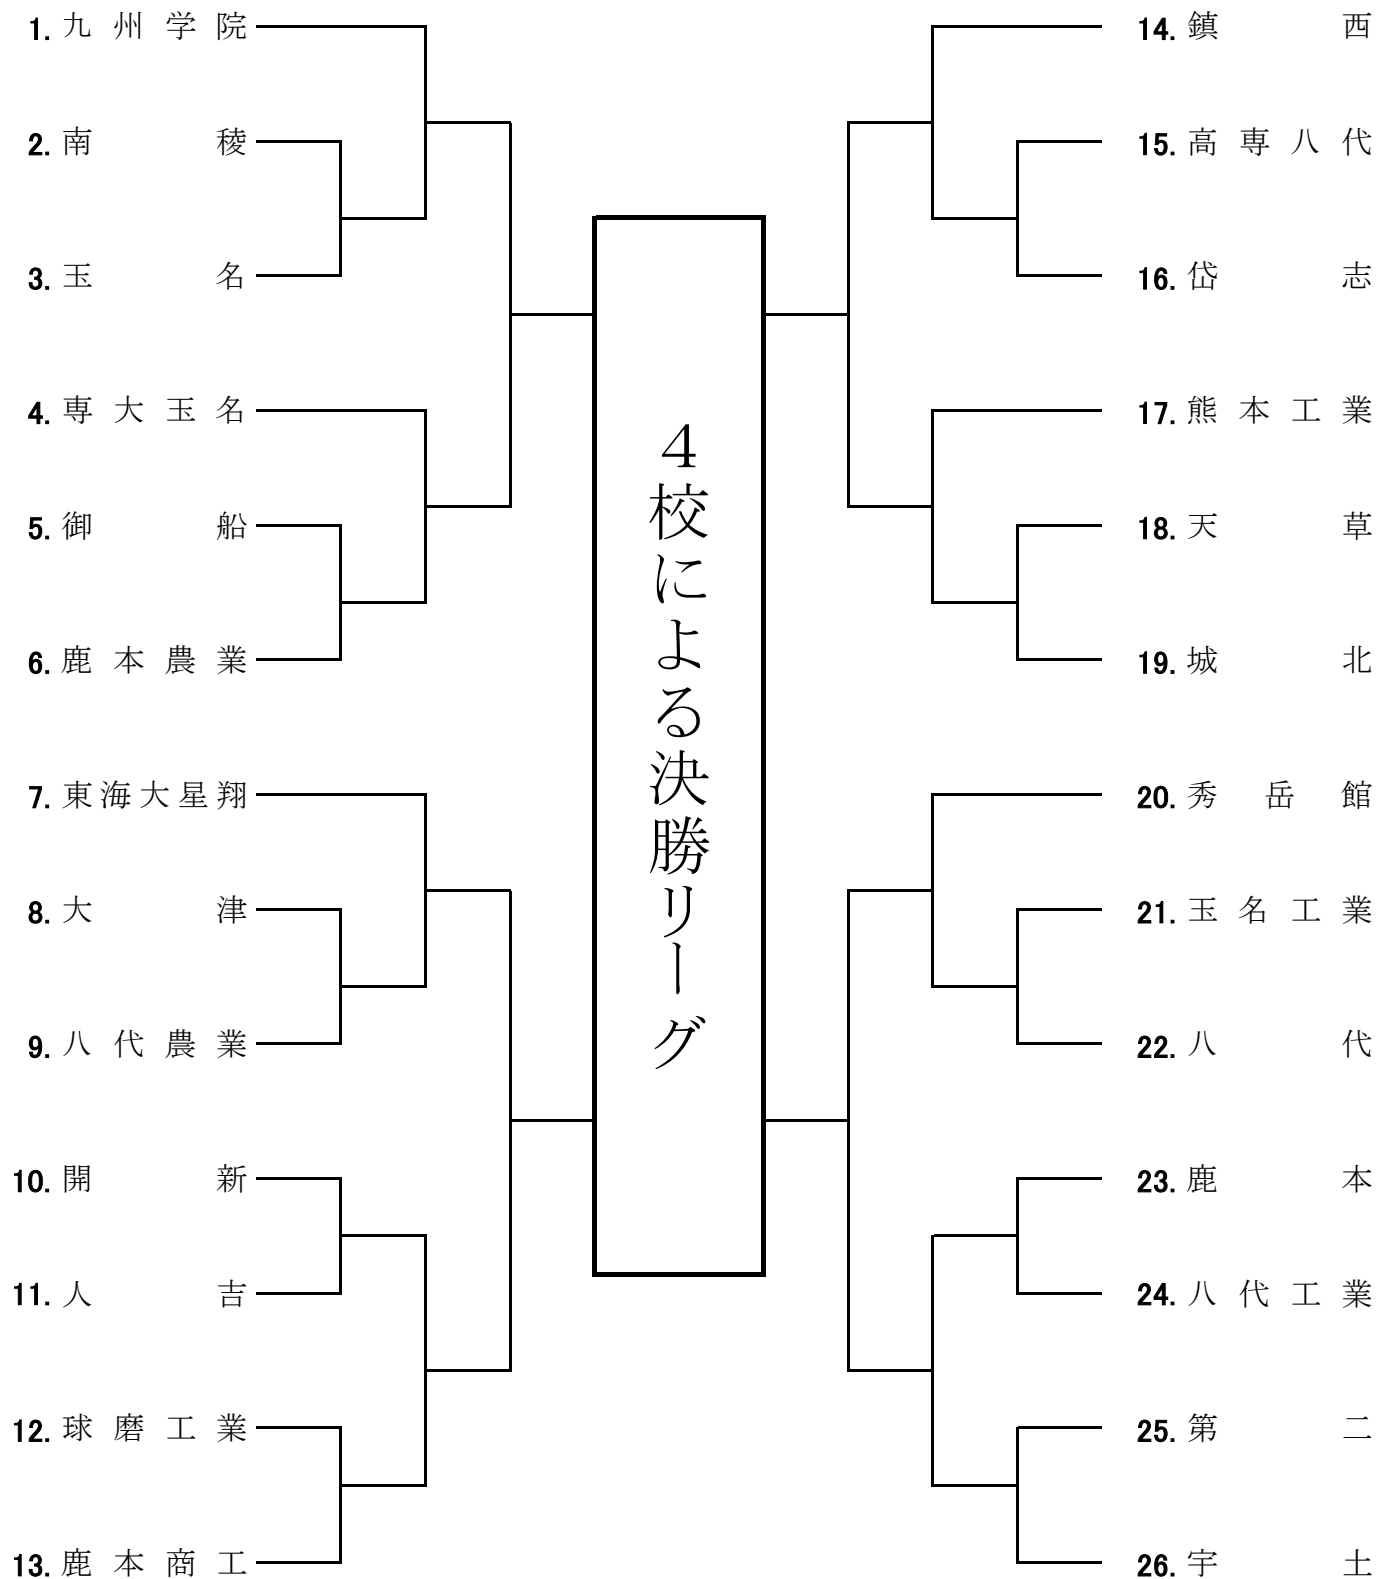 1. 九州学院
2. 南稜
3. 玉名
4. 専大玉名
5. 御船
6. 鹿本農業
7. 東海大星翔
8. 大津
9. 八代農業
10. 開新
11. 人吉
12. 球磨工業
13. 鹿本商工
4校による決勝リーグ
14. 鎮西
15. 高専八代
16. 岱志
17. 熊本工業
18. 天草
19. 城北
20. 秀岳館
21. 玉名工業
22. 八代
23. 鹿本
24. 八代工業
25. 第二
26. 宇土